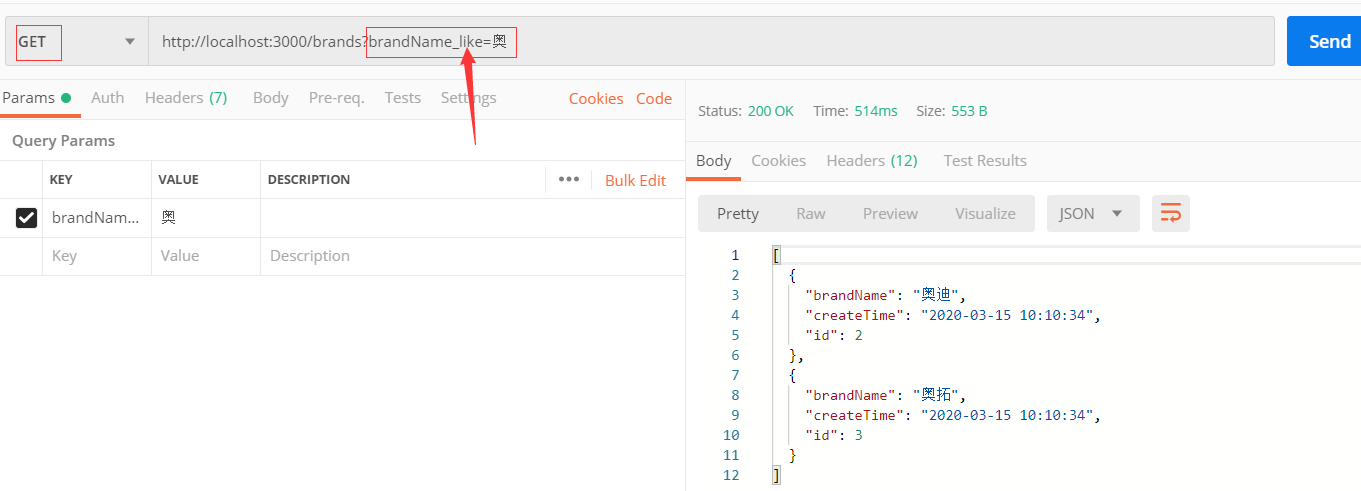 GET http://localhost:3000/brands?brandName_like=奥 Send
Params Auth Headers (7) Body Pre-req. Tests Settings Cookies Code
Query Params
KEY VALUE DESCRIPTION ••• Bulk Edit
brandNam... 奥
Key Value Description
Status: 200 OK Time: 514ms Size: 553 B
Body Cookies Headers (12) Test Results
Pretty Raw Preview Visualize JSON
1 [
2 {
3 "brandName": "奥迪",
4 "createTime": "2020-03-15 10:10:34",
5 "id": 2
6 },
7 {
8 "brandName": "奥拓",
9 "createTime": "2020-03-15 10:10:34",
10 "id": 3
11 }
12 ]